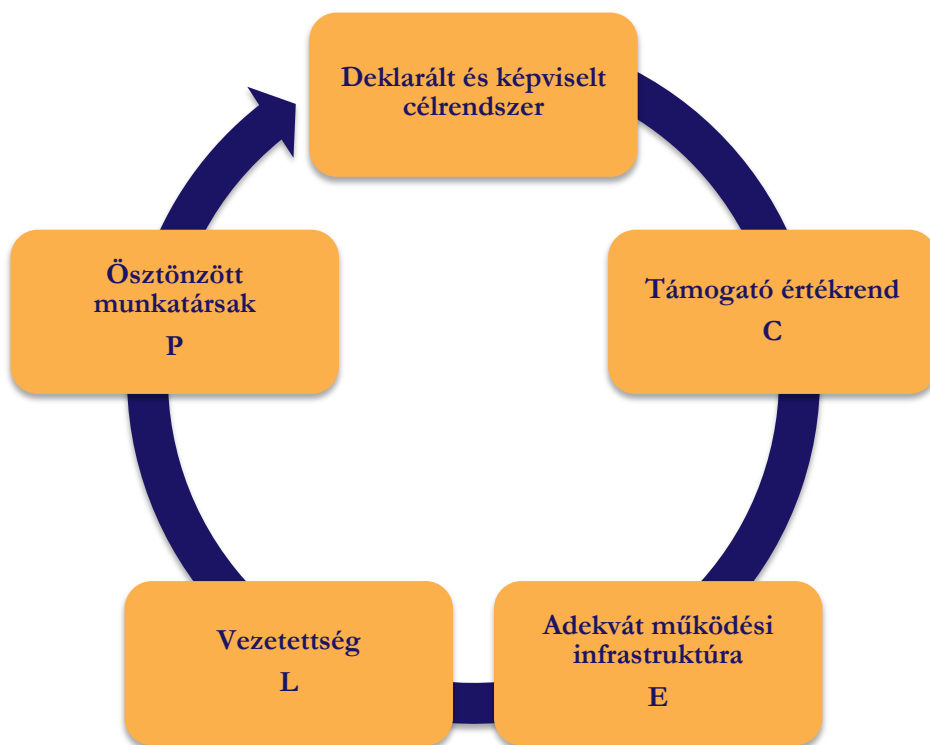 Deklarált és képviselt
célrendszer
Támogató értékrend
C
Adekvát működési
infrastruktúra
E
Vezetettség
L
Ösztönzött
munkatársak
P